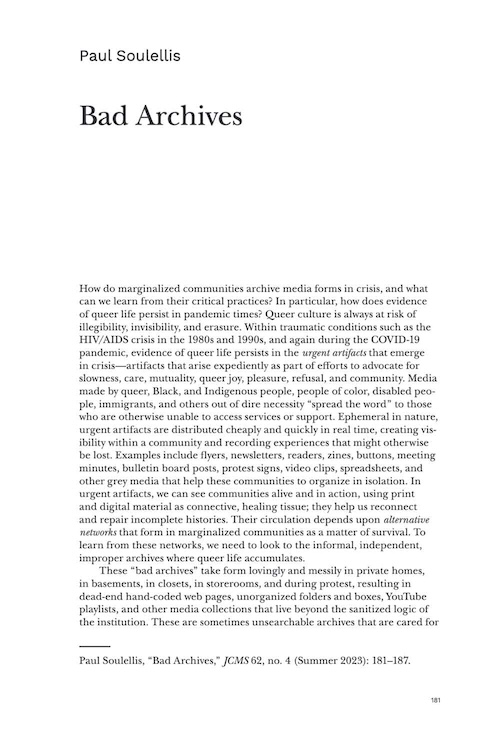 Paul Soulellis
Bad Archives
How do marginalized communities archive media forms in crisis, and what
can we learn from their critical practices? In particular, how does evidence
of queer life persist in pandemic times? Queer culture is always at risk of
illegibility, invisibility, and erasure. Within traumatic conditions such as the
HIV/AIDS crisis in the 1980s and 1990s, and again during the COVID-19
pandemic, evidence of queer life persists in the urgent artifacts that emerge
in crisis—artifacts that arise expediently as part of efforts to advocate for
slowness, care, mutuality, queer joy, pleasure, refusal, and community. Media
made by queer, Black, and Indigenous people, people of color, disabled peo-
ple, immigrants, and others out of dire necessity “spread the word” to those
who are otherwise unable to access services or support. Ephemeral in nature,
urgent artifacts are distributed cheaply and quickly in real time, creating vis-
ibility within a community and recording experiences that might otherwise
be lost. Examples include flyers, newsletters, readers, zines, buttons, meeting
minutes, bulletin board posts, protest signs, video clips, spreadsheets, and
other grey media that help these communities to organize in isolation. In
urgent artifacts, we can see communities alive and in action, using print
and digital material as connective, healing tissue; they help us reconnect
and repair incomplete histories. Their circulation depends upon alternative
networks that form in marginalized communities as a matter of survival. To
learn from these networks, we need to look to the informal, independent,
improper archives where queer life accumulates.
These “bad archives” take form lovingly and messily in private homes,
in basements, in closets, in storerooms, and during protest, resulting in
dead-end hand-coded web pages, unorganized folders and boxes, YouTube
playlists, and other media collections that live beyond the sanitized logic of
the institution. These are sometimes unsearchable archives that are cared for
Paul Soulellis, “Bad Archives,” JCMS 62, no. 4 (Summer 2023): 181–187.
181